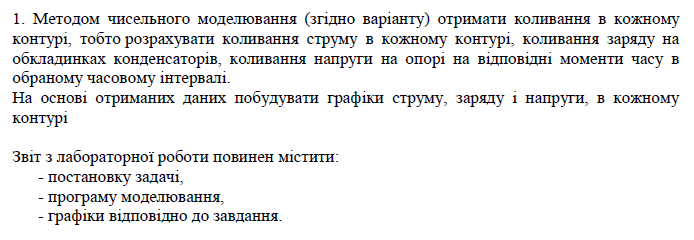 1. Методом чисельного моделювання (згідно варіанту) отримати коливання в кожному
контурі, тобто розрахувати коливання струму в кожному контурі, коливання заряду на
обкладинках конденсаторів, коливання напруги на опорі на відповідні моменти часу в
обраному часовому інтервалі.
На основі отриманих даних побудувати графіки струму, заряду і напруги, в кожному
контурі
Звіт з лабораторної роботи повинен містити:
- постановку задачі,
- програму моделювання,
- графіки відповідно до завдання.